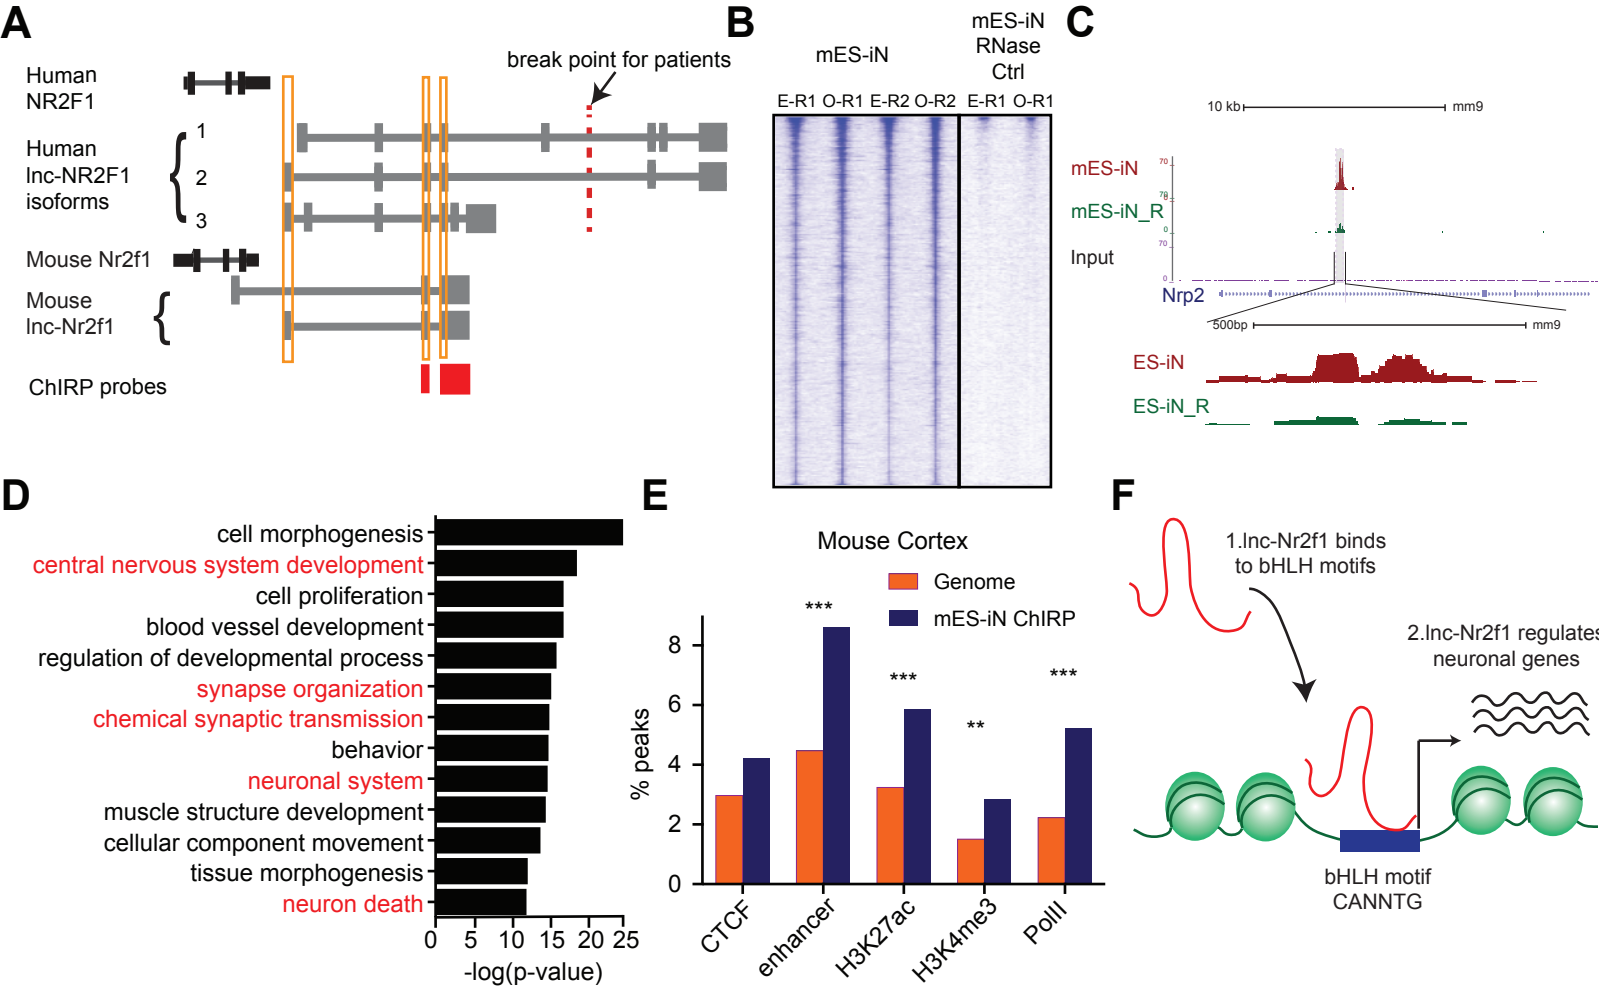 A
Human
NR2F1
Human
lnc-NR2F1
isoforms
1
2
3
Mouse Nr2f1
Mouse
lnc-Nr2f1
ChIRP probes
break point for patients
B
mES-iN
mES-iN
RNase
Ctrl
E-R1 O-R1 E-R2 O-R2 E-R1 O-R1
C
10 kb mm9
mES-iN
70
mES-iN_R
70
0
Input
70
0
Nrp2
500bp mm9
ES-iN
ES-iN_R
D
cell morphogenesis
central nervous system development
cell proliferation
blood vessel development
regulation of developmental process
synapse organization
chemical synaptic transmission
behavior
neuronal system
muscle structure development
cellular component movement
tissue morphogenesis
neuron death
0 5 10 15 20 25
-log(p-value)
E
Mouse Cortex
Genome
mES-iN ChIRP
% peaks
8
6
4
2
0
***
***
**
***
CTCF
enhancer
H3K27ac
H3K4me3
PolII
F
1.lnc-Nr2f1 binds
to bHLH motifs
2.lnc-Nr2f1 regulates
neuronal genes
bHLH motif
CANNTG